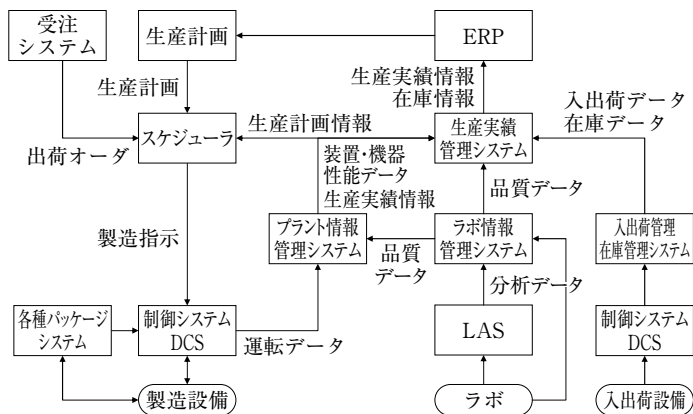 受注
システム
生産計画
ERP
生産計画
生産実績情報
在庫情報
入出荷データ
在庫データ
スケジューラ
生産計画情報
生産実績
管理システム
出荷オーダ
装置・機器
性能データ
生産実績情報
品質データ
製造指示
プラント情報
管理システム
ラボ情報
管理システム
入出荷管理
在庫管理システム
品質
データ
分析データ
各種パッケージ
システム
制御システム
DCS
運転データ
LAS
制御システム
DCS
製造設備
ラボ
入出荷設備